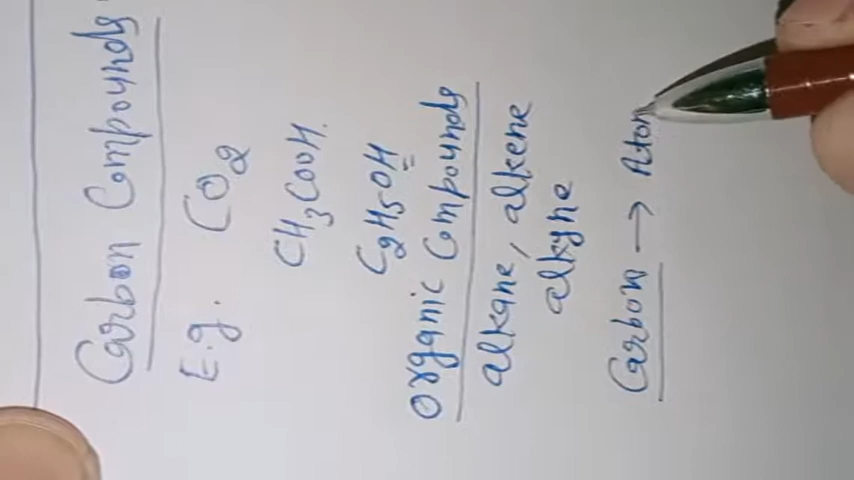 Carbon Compounds
E.g. CO2
CH3COOH.
C2H5OH
organic Compounds
alkane, alkene
alkyne
Carbon → Atom